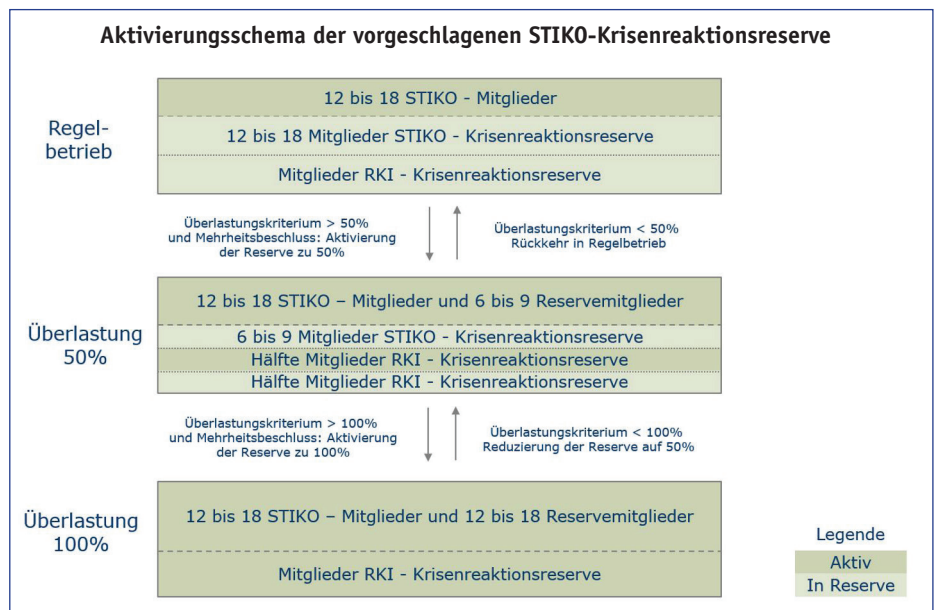 Aktivierungsschema der vorgeschlagenen STIKO-Krisenreaktionsreserve
Regel-
betrieb
12 bis 18 STIKO - Mitglieder
12 bis 18 Mitglieder STIKO - Krisenreaktionsreserve
Mitglieder RKI - Krisenreaktionsreserve
Überlastungskriterium > 50%
und Mehrheitsbeschluss: Aktivierung
der Reserve zu 50%
Überlastungskriterium < 50%
Rückkehr in Regelbetrieb
Überlastung
50%
12 bis 18 STIKO – Mitglieder und 6 bis 9 Reservemitglieder
6 bis 9 Mitglieder STIKO - Krisenreaktionsreserve
Hälfte Mitglieder RKI - Krisenreaktionsreserve
Hälfte Mitglieder RKI - Krisenreaktionsreserve
Überlastungskriterium > 100%
und Mehrheitsbeschluss: Aktivierung
der Reserve zu 100%
Überlastungskriterium < 100%
Reduzierung der Reserve auf 50%
Überlastung
100%
12 bis 18 STIKO – Mitglieder und 12 bis 18 Reservemitglieder
Mitglieder RKI - Krisenreaktionsreserve
Legende
Aktiv
In Reserve